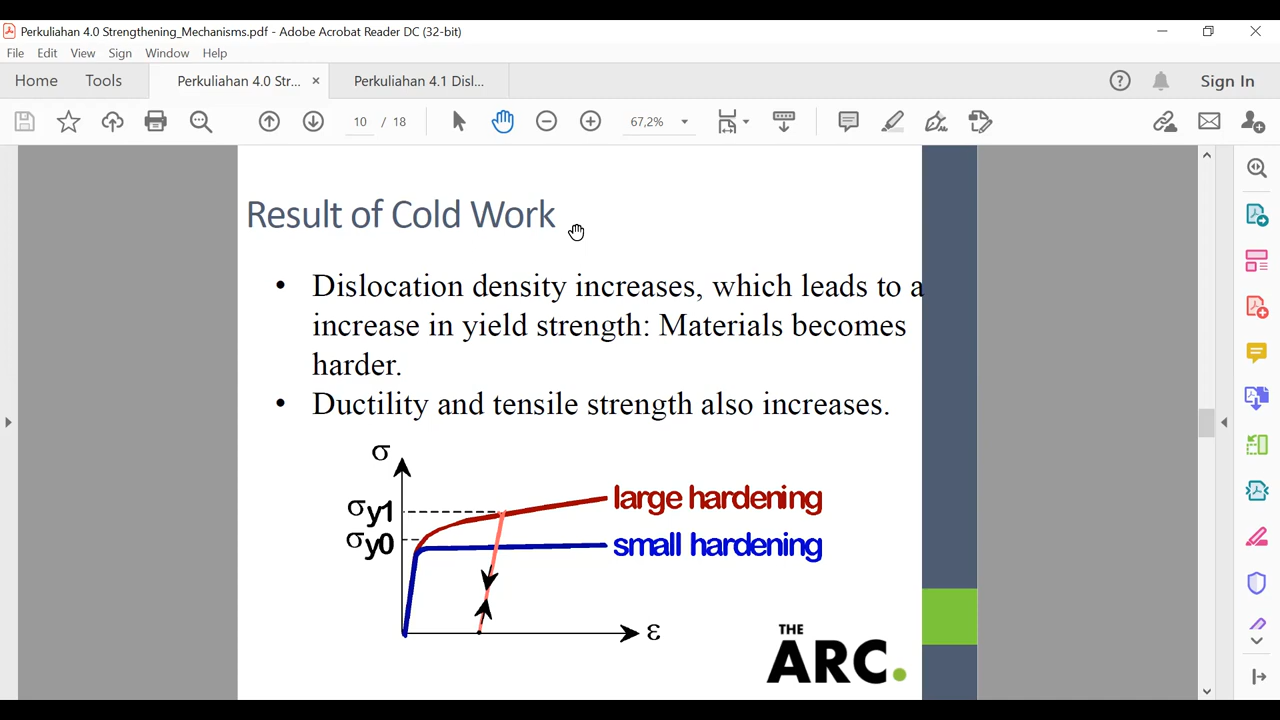 Perkuliahan 4.0 Strengthening_Mechanisms.pdf - Adobe Acrobat Reader DC (32-bit)
File Edit View Sign Window Help
Home Tools Perkuliahan 4.0 Str... × Perkuliahan 4.1 Disl... Sign In
10 / 18 67,2%
Result of Cold Work
• Dislocation density increases, which leads to a
increase in yield strength: Materials becomes
harder.
• Ductility and tensile strength also increases.
σ
σy1 large hardening
σy0 small hardening
ε
THE
ARC.